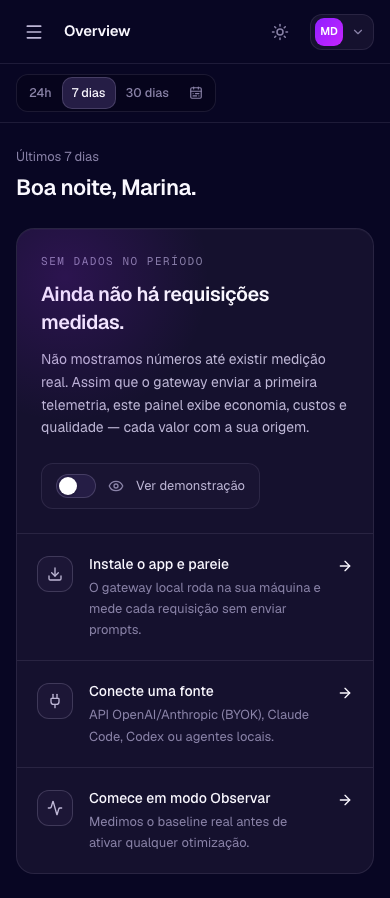 Overview
MD
24h
7 dias
30 dias
Últimos 7 dias
Boa noite, Marina.
SEM DADOS NO PERÍODO
Ainda não há requisições
medidas.
Não mostramos números até existir medição
real. Assim que o gateway enviar a primeira
telemetria, este painel exibe economia, custos e
qualidade — cada valor com a sua origem.
Ver demonstração
Instale o app e pareie
O gateway local roda na sua máquina e
mede cada requisição sem enviar
prompts.
Conecte uma fonte
API OpenAI/Anthropic (BYOK), Claude
Code, Codex ou agentes locais.
Comece em modo Observar
Medimos o baseline real antes de
ativar qualquer otimização.